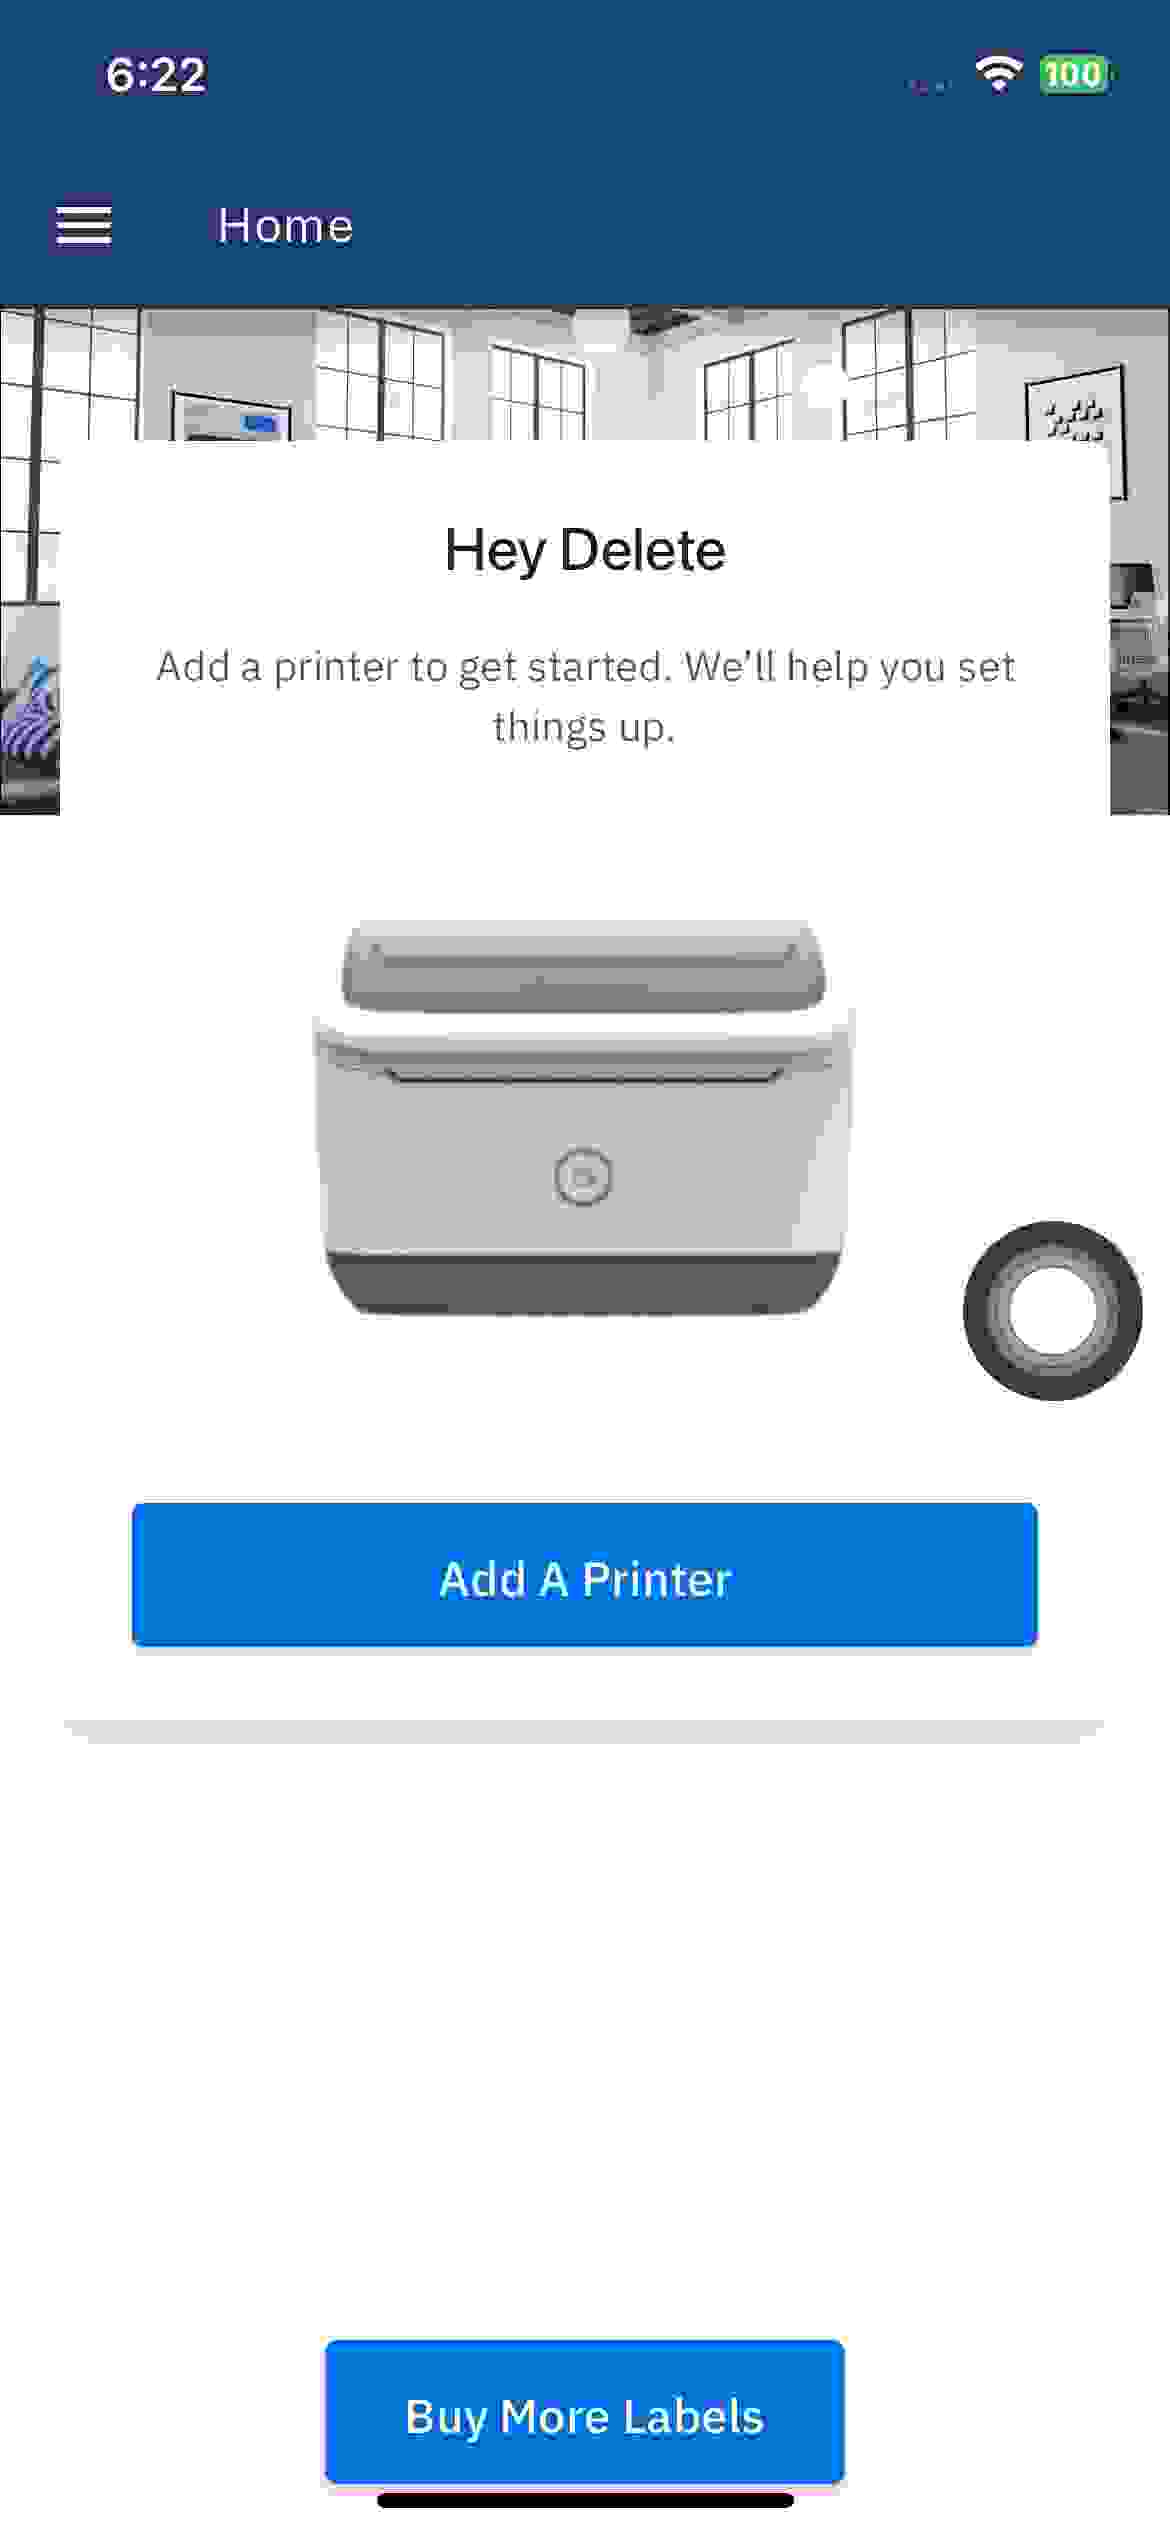 6:22
100
Home
Hey Delete
Add a printer to get started. We'll help you set
things up.
Add A Printer
Buy More Labels